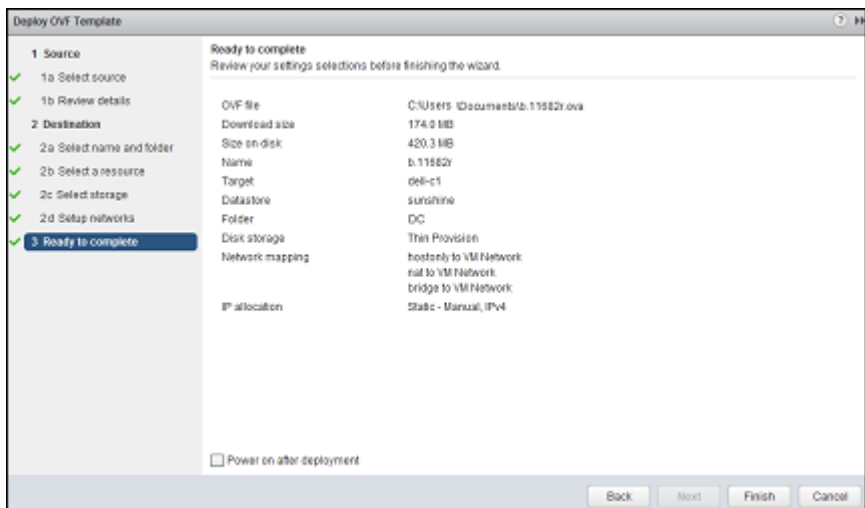 Deploy OVF Template
1 Source
1a Select source
1b Review details
2 Destination
2a Select name and folder
2b Select a resource
2c Select storage
2d Setup networks
3 Ready to complete
Ready to complete
Review your settings selections before finishing the wizard.
OVF file C:\Users \Documents\b.11682r.ova
Download size 174.0 MB
Size on disk 420.3 MB
Name b.11682r
Target dell-c1
Datastore sunshine
Folder DC
Disk storage Thin Provision
Network mapping hostonly to VM Network
nat to VM Network
bridge to VM Network
IP allocation Static - Manual, IPv4
Power on after deployment
Back Next Finish Cancel